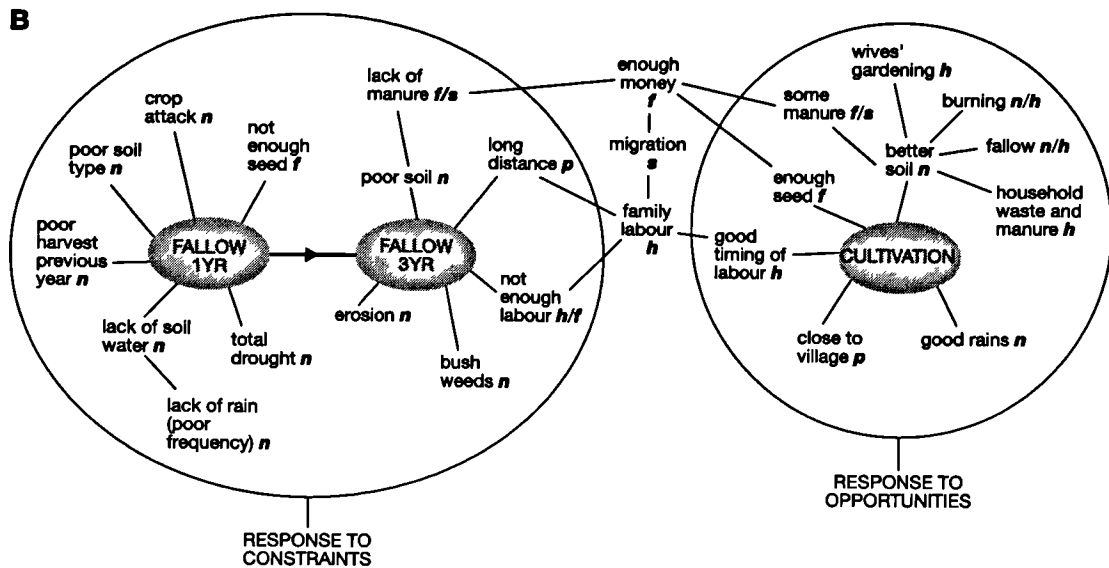 B
crop
attack n
not
enough
seed f
poor soil
type n
poor
harvest
previous
year n
FALLOW
1YR
lack of soil
water n
total
drought n
lack of rain
(poor
frequency) n
lack of
manure f/s
poor soil n
long
distance p
FALLOW
3YR
erosion n
not
enough
labour h/f
bush
weeds n
RESPONSE TO
CONSTRAINTS
enough
money
f
migration
s
family
labour
h
wives'
gardening h
some
manure f/s
burning n/h
better
soil n
fallow n/h
enough
seed f
household
waste and
manure h
good
timing of
labour h
CULTIVATION
close to
village p
good rains n
RESPONSE TO
OPPORTUNITIES